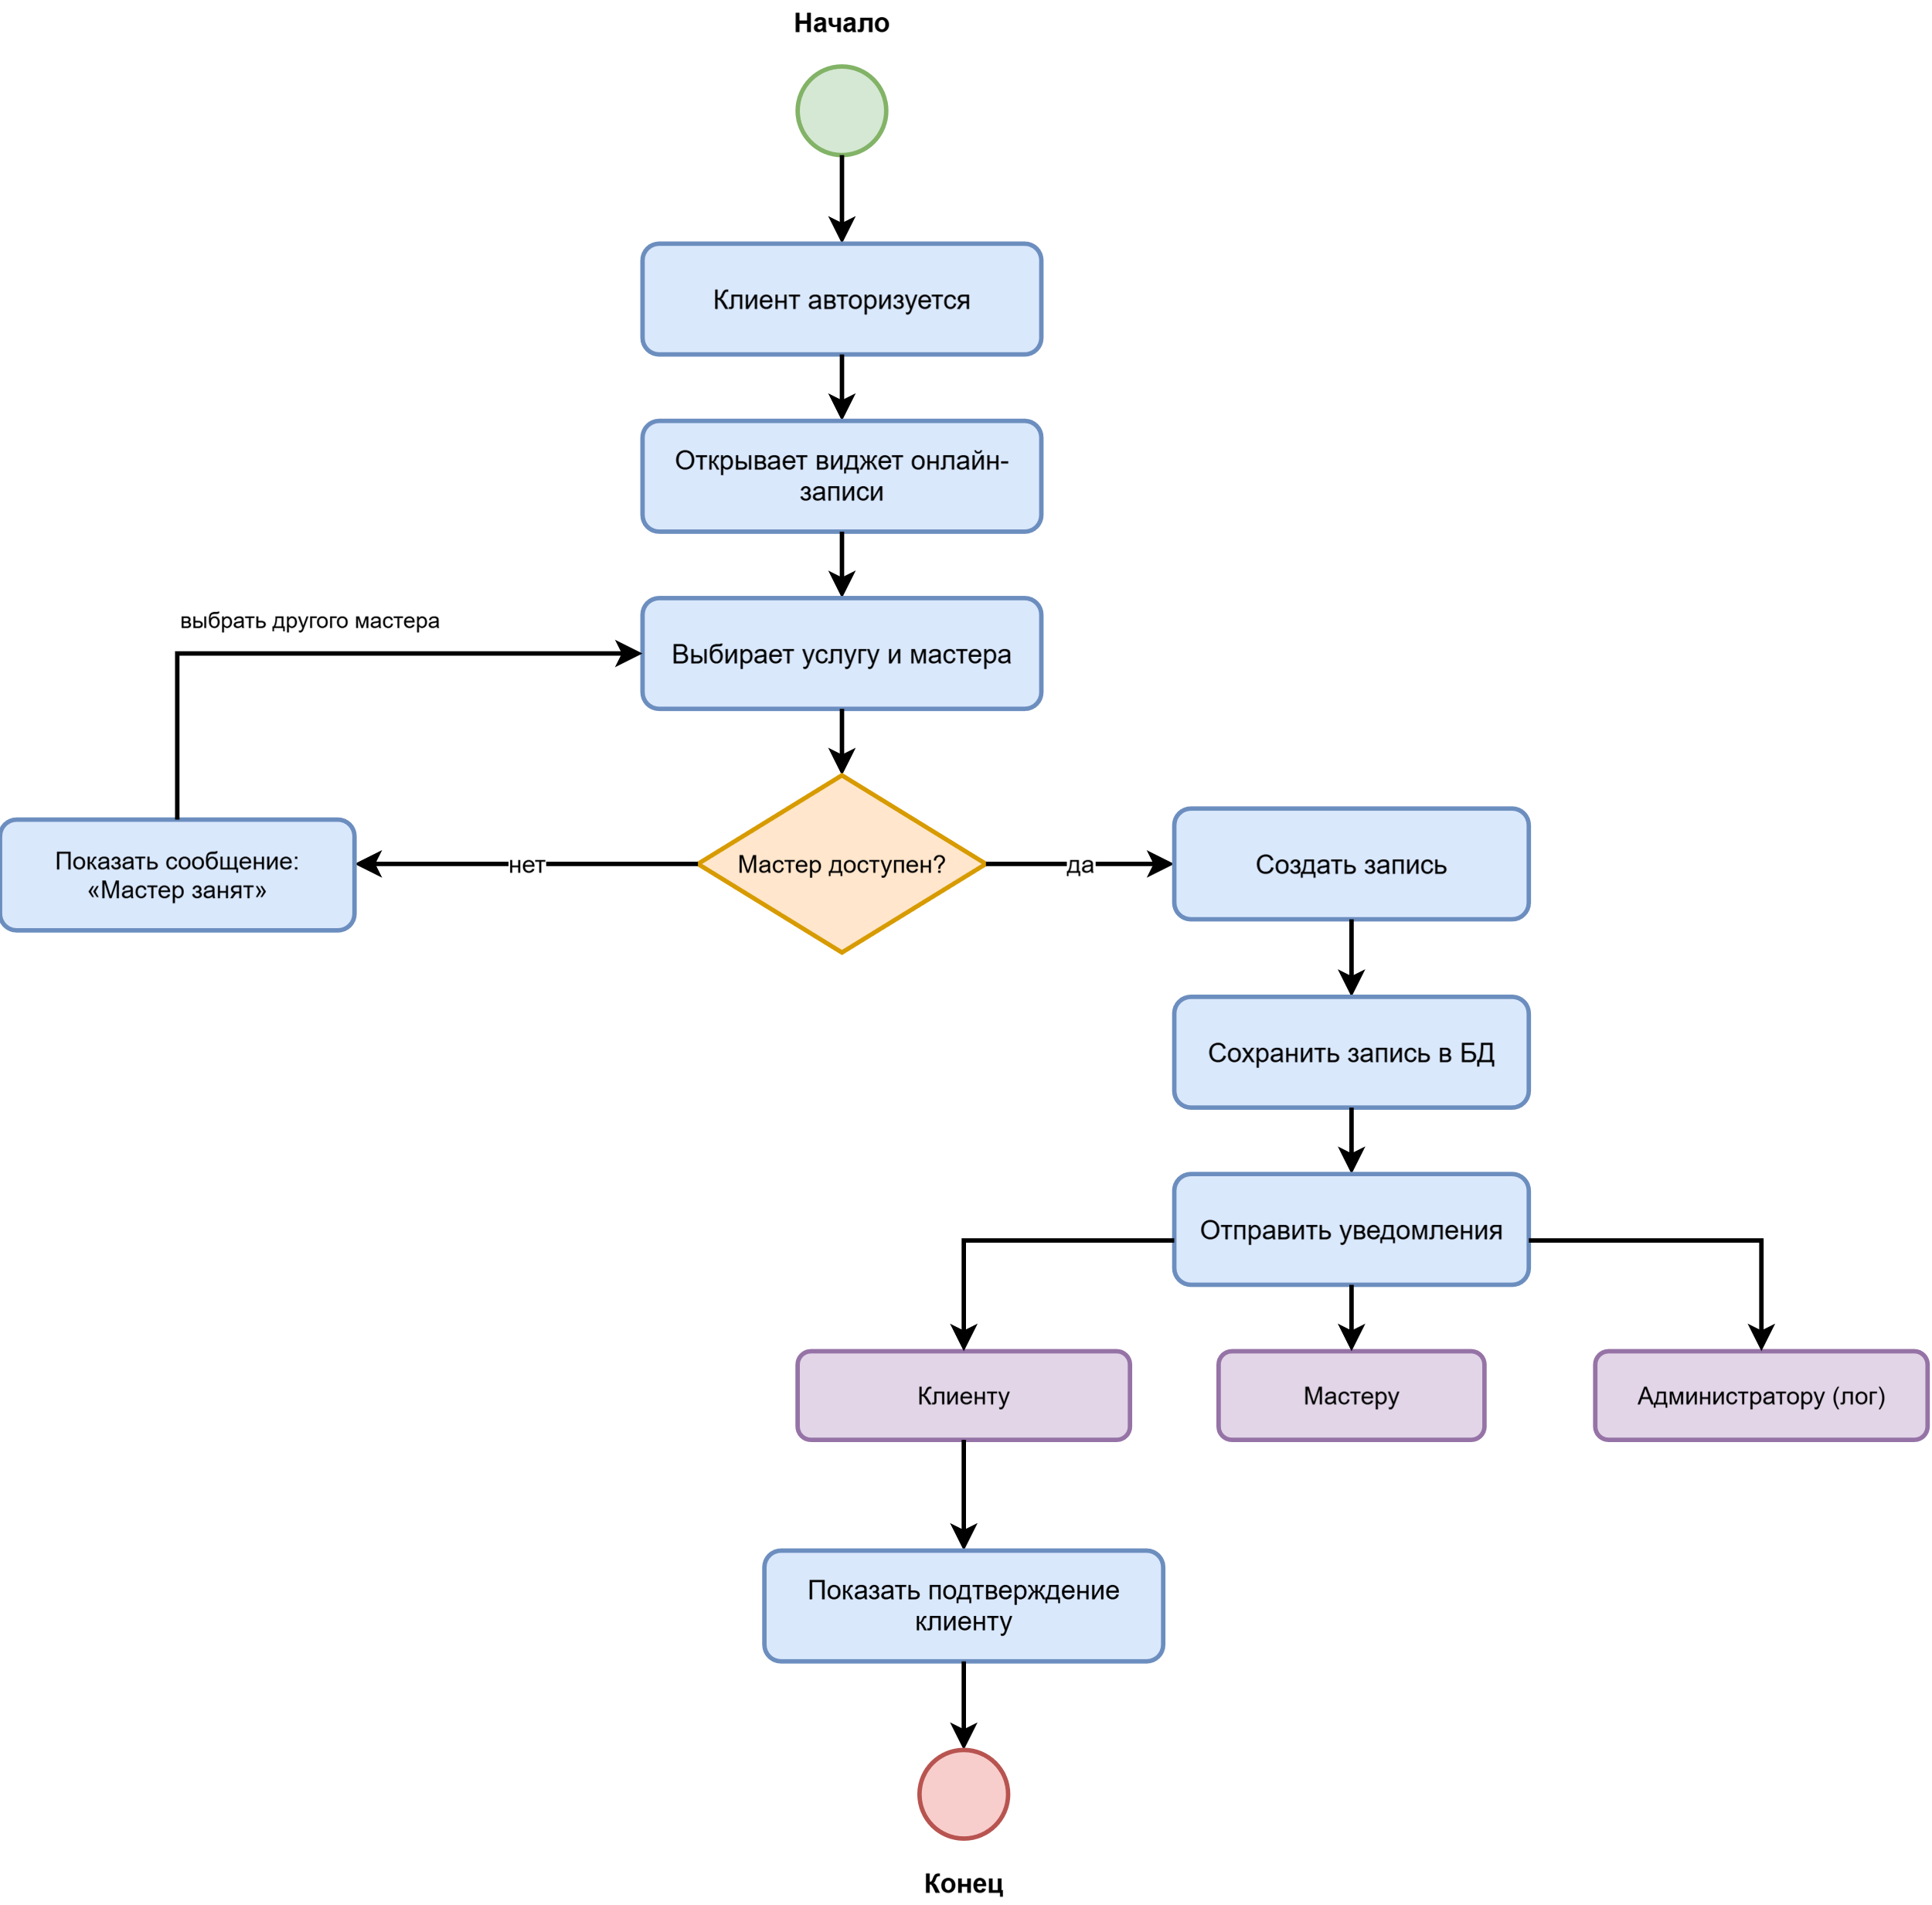 Начало
Клиент авторизуется
Открывает виджет онлайн-
записи
выбрать другого мастера
Выбирает услугу и мастера
Показать сообщение:
«Мастер занят»
нет
Мастер доступен?
да
Создать запись
Сохранить запись в БД
Отправить уведомления
Клиенту
Мастеру
Администратору (лог)
Показать подтверждение
клиенту
Конец